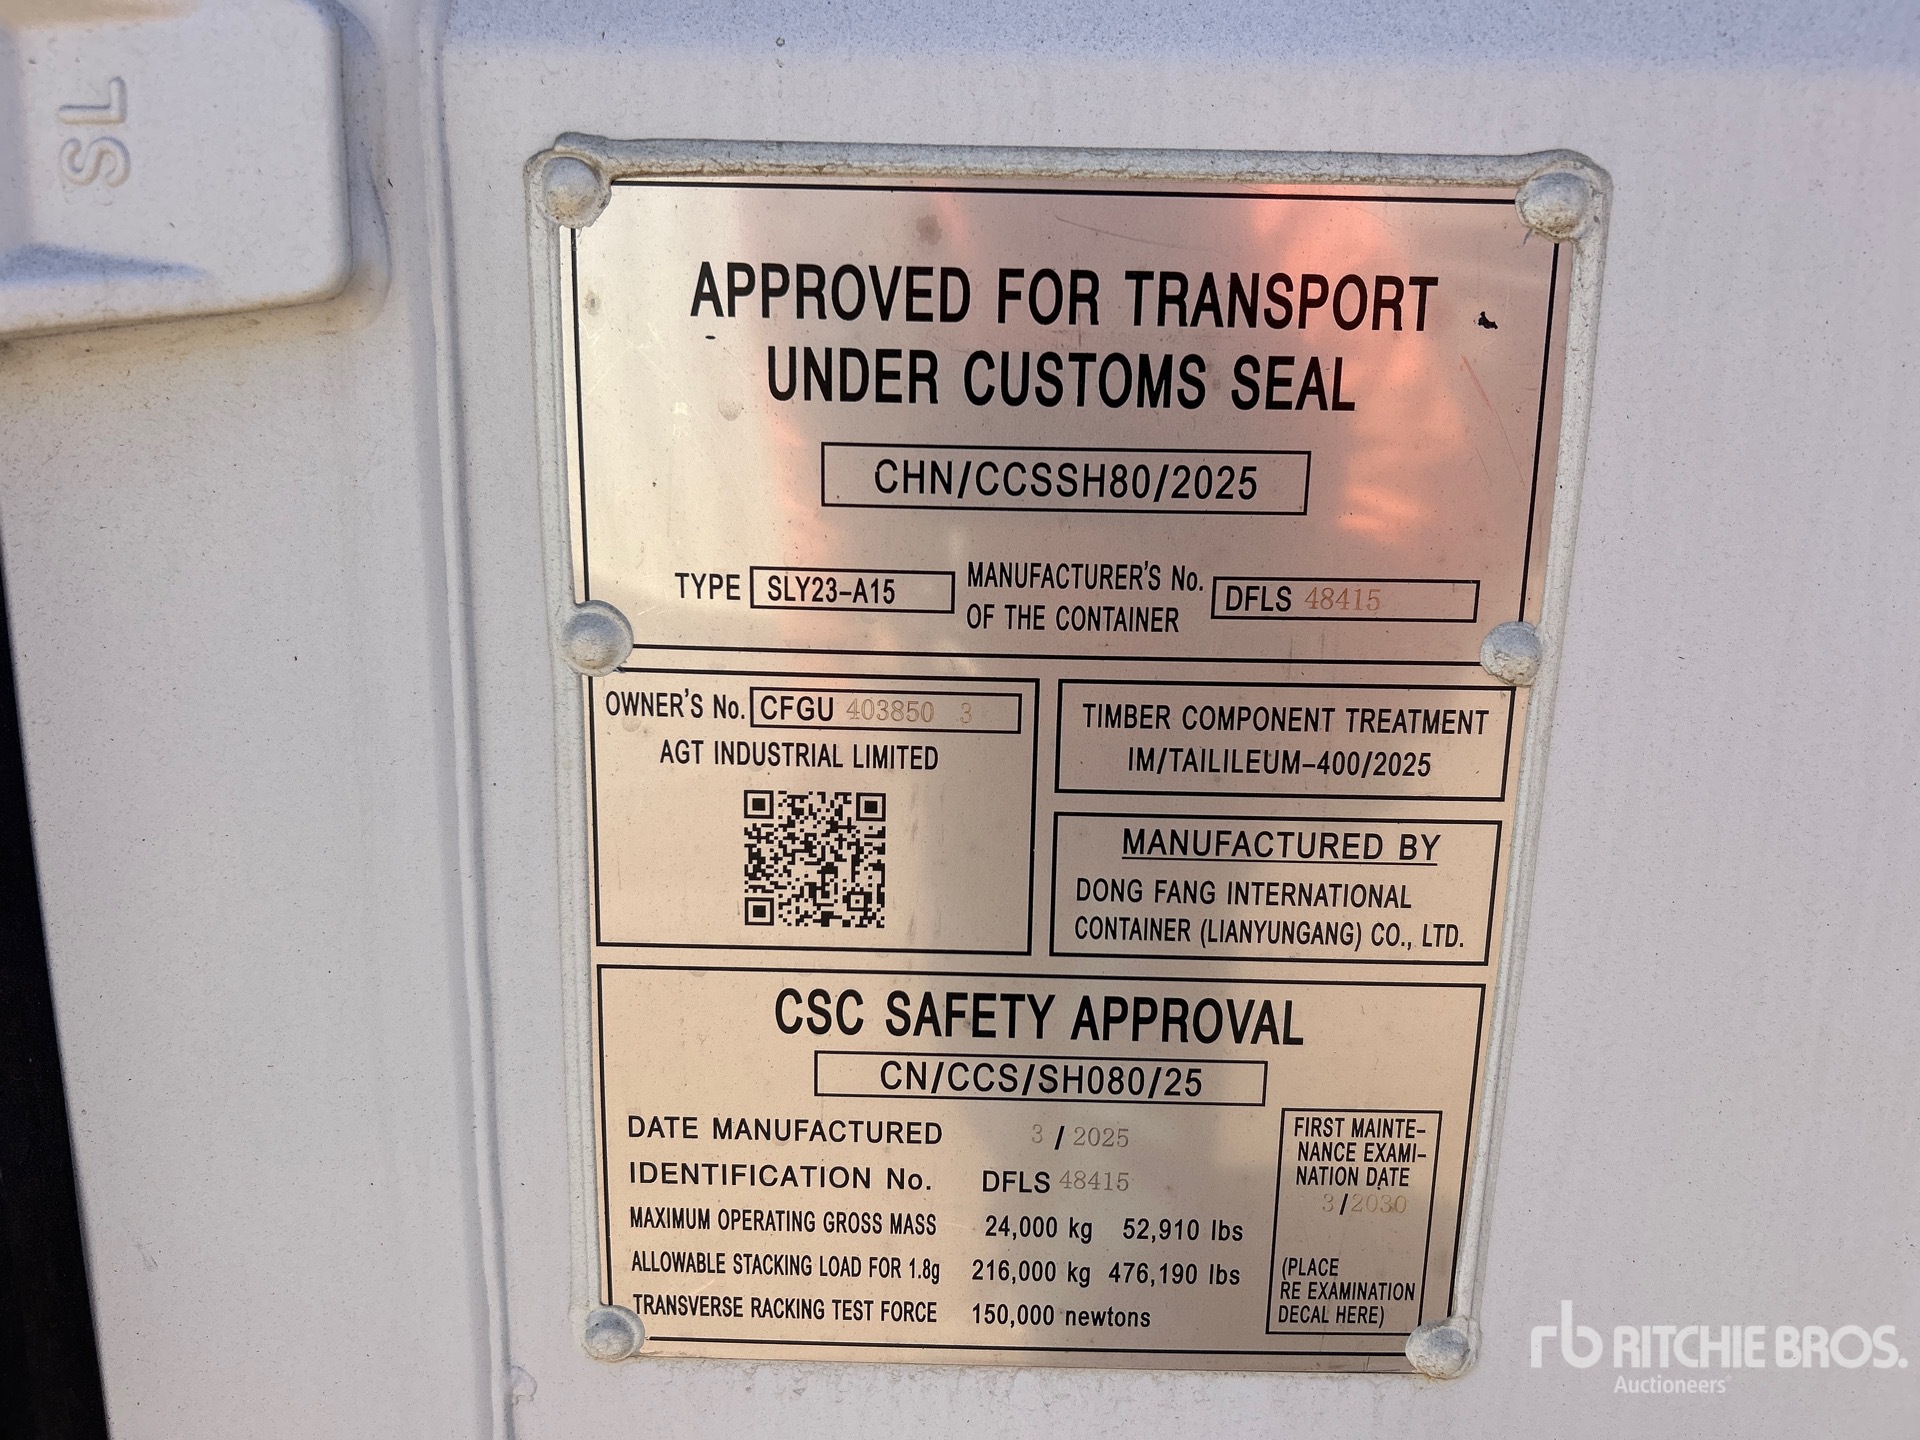 SL
APPROVED FOR TRANSPORT
UNDER CUSTOMS SEAL
CHN/CCSSH80/2025
TYPE SLY23-A15 MANUFACTURER'S No. OF THE CONTAINER DFLS 48415
OWNER'S No. CFGU 403850 3
AGT INDUSTRIAL LIMITED
TIMBER COMPONENT TREATMENT
IM/TAILILEUM-400/2025
MANUFACTURED BY
DONG FANG INTERNATIONAL
CONTAINER (LIANYUNGANG) CO., LTD.
CSC SAFETY APPROVAL
CN/CCS/SH080/25
DATE MANUFACTURED 3 / 2025
IDENTIFICATION No. DFLS 48415
MAXIMUM OPERATING GROSS MASS 24,000 kg 52,910 lbs
ALLOWABLE STACKING LOAD FOR 1.8g 216,000 kg 476,190 lbs
TRANSVERSE RACKING TEST FORCE 150,000 newtons
FIRST MAINTE-
NANCE EXAMI-
NATION DATE
3/2030
(PLACE
RE EXAMINATION
DECAL HERE)
rb RITCHIE BROS.
Auctioneers